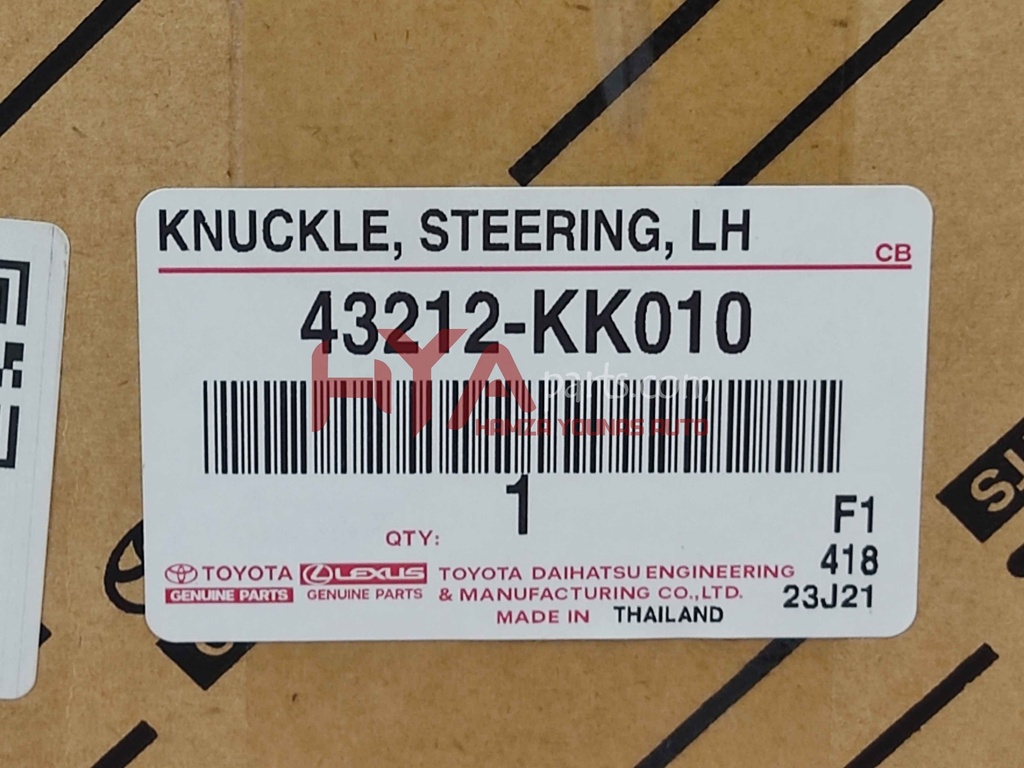 KNUCKLE, STEERING, LH
CB
43212-KK010
HYA parts.com
HAMZA YOUNAS AUTO
QTY: 1
F1
418
23J21
TOYOTA
GENUINE PARTS
LEXUS
GENUINE PARTS
TOYOTA DAIHATSU ENGINEERING
& MANUFACTURING CO.,LTD.
MADE IN THAILAND